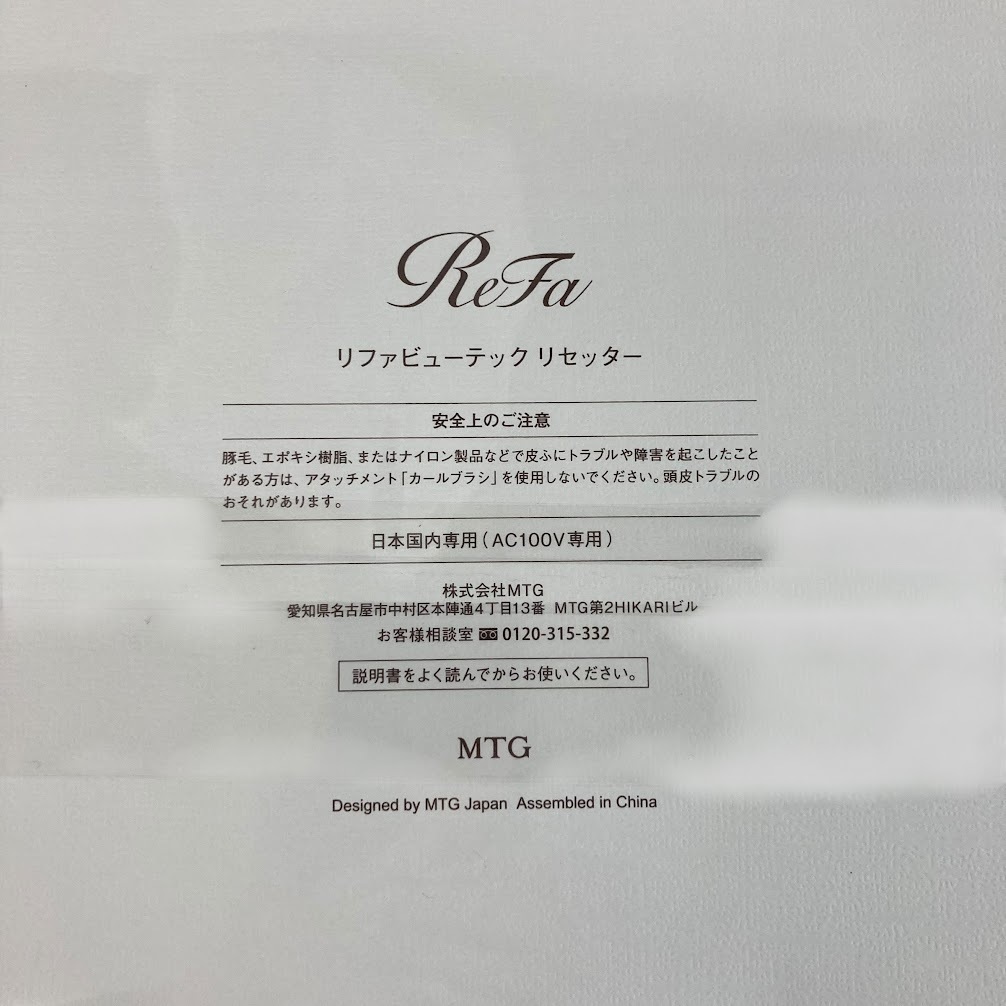 ReFa
リファビューテック リセッター
安全上のご注意
豚毛、エポキシ樹脂、またはナイロン製品などで皮ふにトラブルや障害を起こしたこと
がある方は、アタッチメント「カールブラシ」を使用しないでください。頭皮トラブルの
おそれがあります。
日本国内専用(AC100V専用)
株式会社MTG
愛知県名古屋市中村区本陣通4丁目13番 MTG第2HIKARIビル
お客様相談室 0120-315-332
説明書をよく読んでからお使いください。
MTG
Designed by MTG Japan Assembled in China